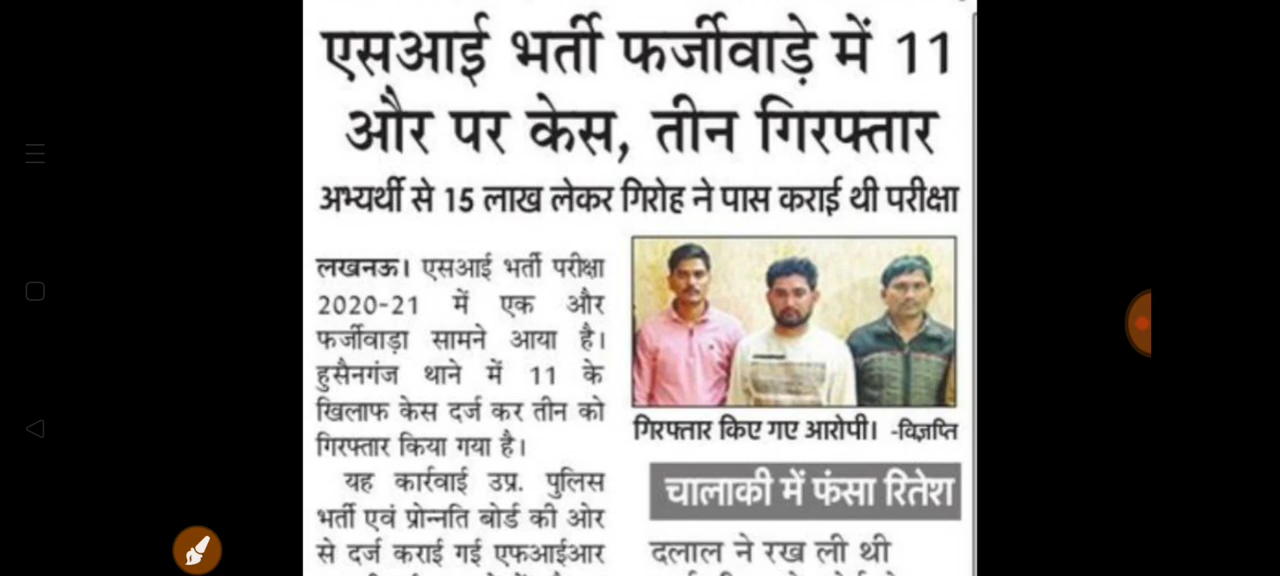 एसआई भर्ती फर्जीवाड़े में 11
और पर केस, तीन गिरफ्तार
अभ्यर्थी से 15 लाख लेकर गिरोह ने पास कराई थी परीक्षा
लखनऊ। एसआई भर्ती परीक्षा
2020-21 में एक और
फर्जीवाड़ा सामने आया है।
हुसैनगंज थाने में 11 के
खिलाफ केस दर्ज कर तीन को
गिरफ्तार किया गया है।
यह कार्रवाई उप्र. पुलिस
भर्ती एवं प्रोन्नति बोर्ड की ओर
से दर्ज कराई गई एफआईआर
गिरफ्तार किए गए आरोपी। -विज्ञप्ति
चालाकी में फंसा रितेश
दलाल ने रख ली थी